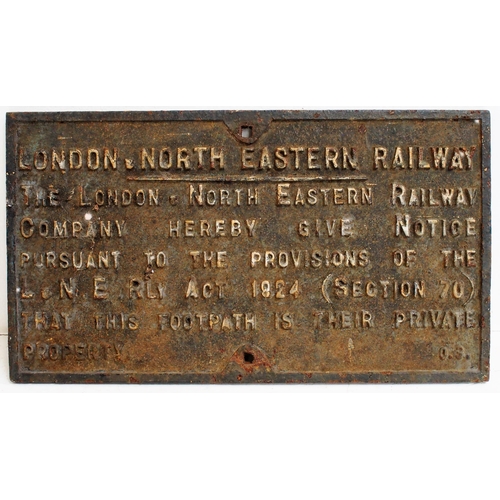 LONDON & NORTH EASTERN RAILWAY
THE LONDON & NORTH EASTERN RAILWAY
COMPANY HEREBY GIVE NOTICE
PURSUANT TO THE PROVISIONS OF THE
L & N. E RLY ACT 1924 (SECTION 70)
THAT THIS FOOTPATH IS THEIR PRIVATE
PROPERTY. O.S.